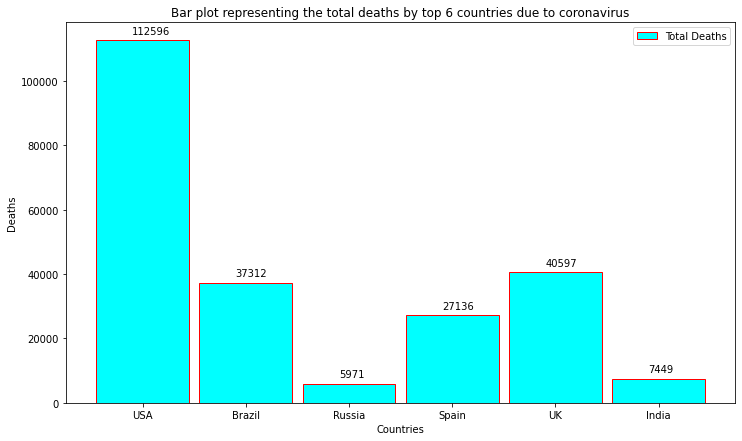 Bar plot representing the total deaths by top 6 countries due to coronavirus
112596
Total Deaths
100000
80000
60000
40000
20000
0
Deaths
37312
5971
27136
40597
7449
USA Brazil Russia Spain UK India
Countries